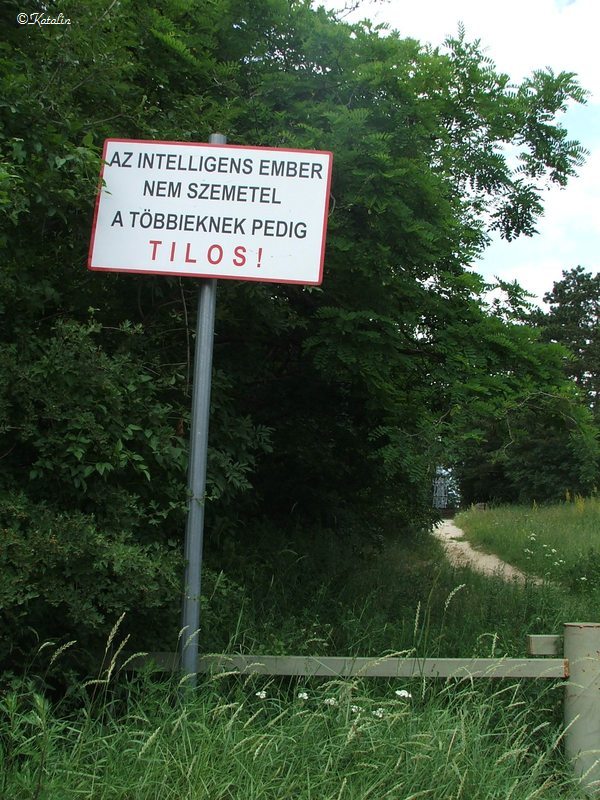 ©Katalin
AZ INTELLIGENS EMBER
NEM SZEMETEL
A TÖBBIEKNEK PEDIG
TILOS!